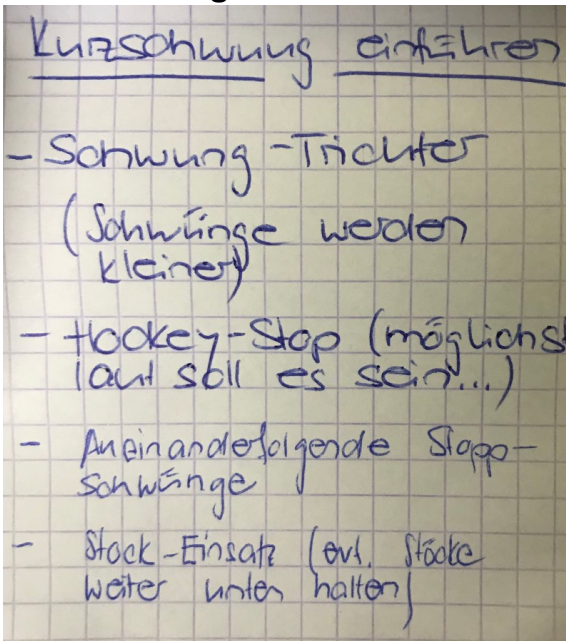 Kurzschwung einführen
- Schwung-Trichter
(Schwünge werden
kleiner)
- Hockey-Stop (möglichst
laut soll es sein...)
- Aneinanderfolgende Stopp-
schwünge
- Stock-Einsatz (evt. Stöcke
weiter unten halten)